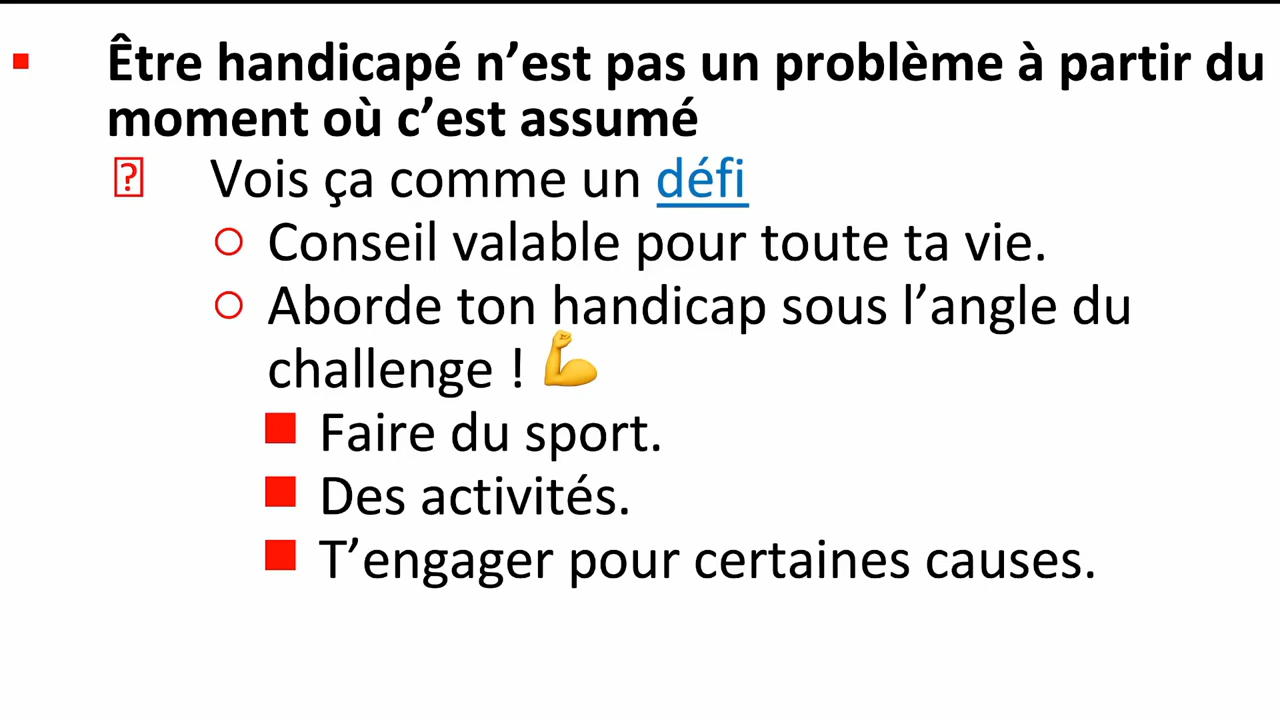 Être handicapé n’est pas un problème à partir du
moment où c’est assumé
Vois ça comme un défi
Conseil valable pour toute ta vie.
Aborde ton handicap sous l’angle du
challenge ! 💪
Faire du sport.
Des activités.
T’engager pour certaines causes.